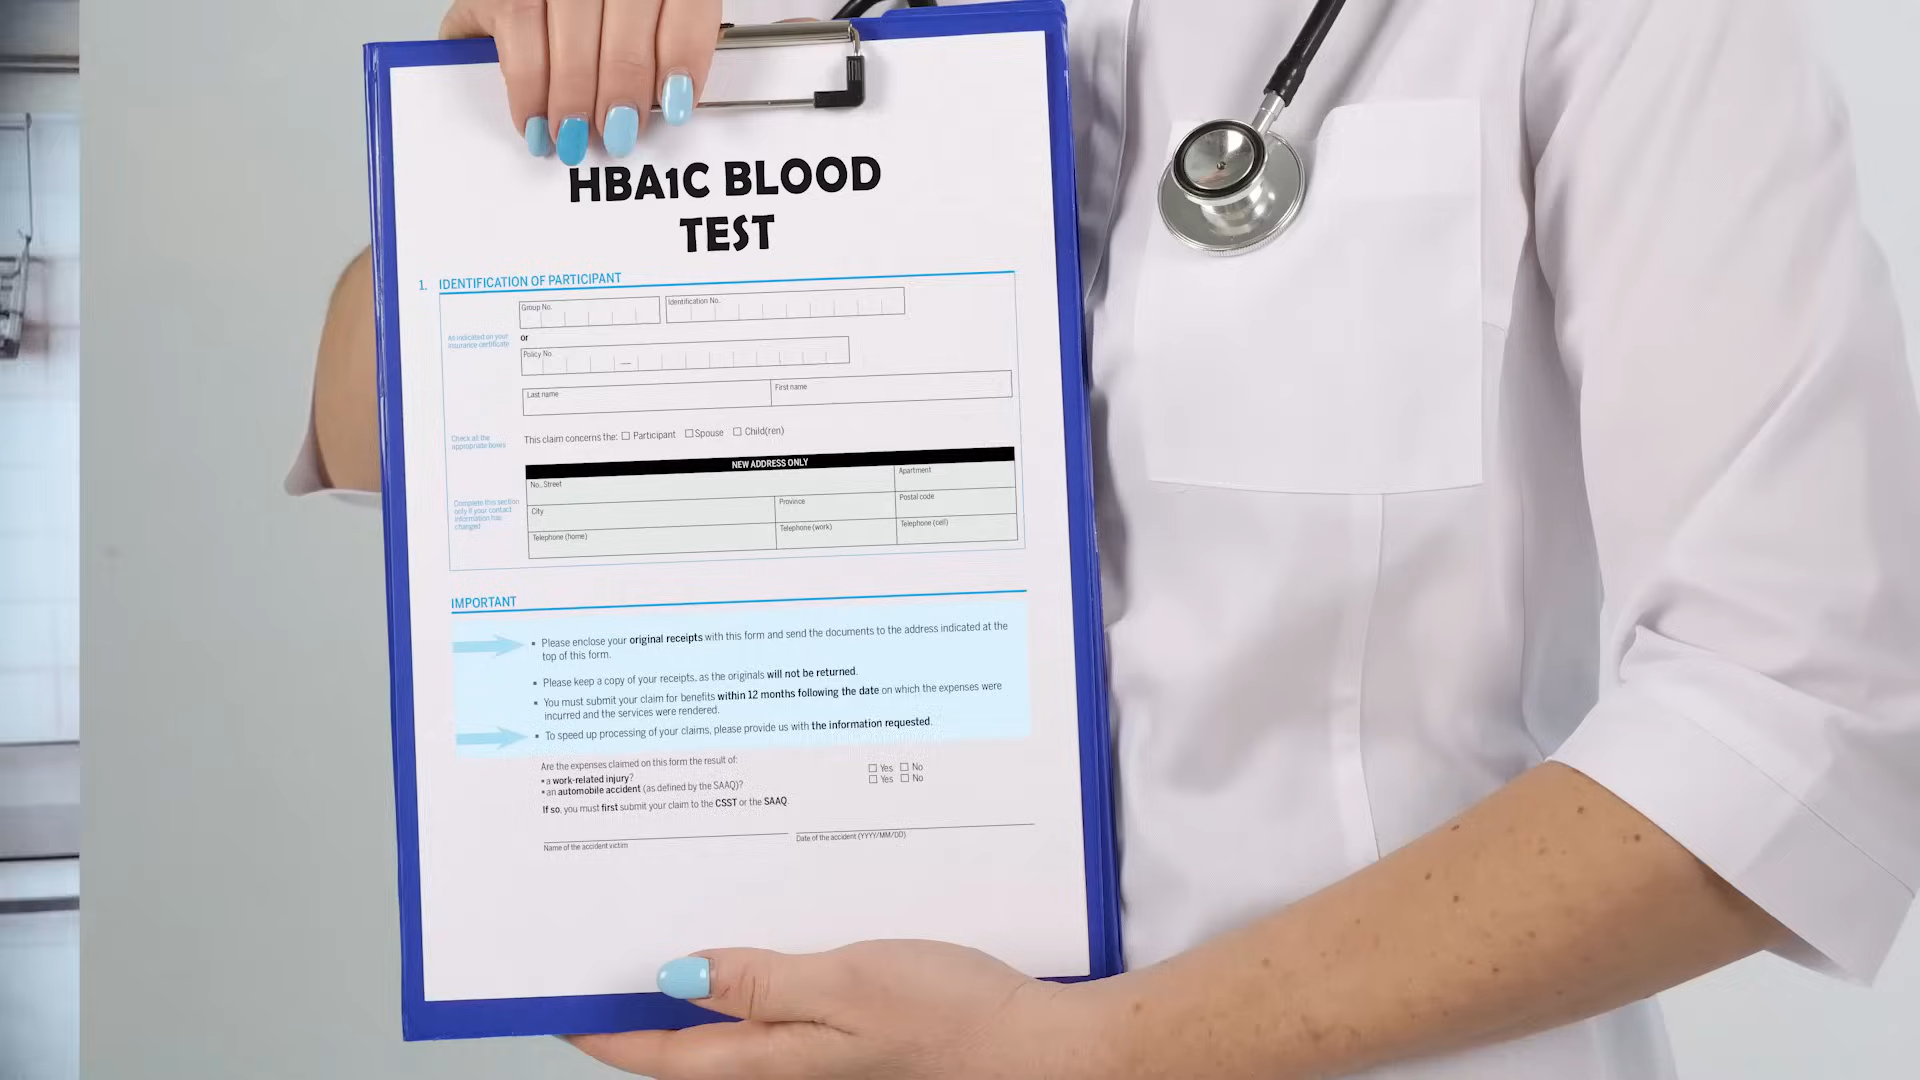 HBA1C BLOOD
TEST
1. IDENTIFICATION OF PARTICIPANT
Group No.
Identification No.
As indicated on your
insurance certificate
or
Policy No.
Last name
First name
Check all the
appropriate boxes
This claim concerns the: ☐ Participant ☐ Spouse ☐ Child(ren)
NEW ADDRESS ONLY
Complete this section
only if your contact
information has
changed
No., Street
Apartment
City
Province
Postal code
Telephone (home)
Telephone (work)
Telephone (cell)
IMPORTANT
▪ Please enclose your original receipts with this form and send the documents to the address indicated at the
top of this form.
▪ Please keep a copy of your receipts, as the originals will not be returned.
▪ You must submit your claim for benefits within 12 months following the date on which the expenses were
incurred and the services were rendered.
▪ To speed up processing of your claims, please provide us with the information requested.
Are the expenses claimed on this form the result of:
▪ a work-related injury? ☐ Yes ☐ No
▪ an automobile accident (as defined by the SAAQ)? ☐ Yes ☐ No
If so, you must first submit your claim to the CSST or the SAAQ.
Name of the accident victim
Date of the accident (YYYY/MM/DD)